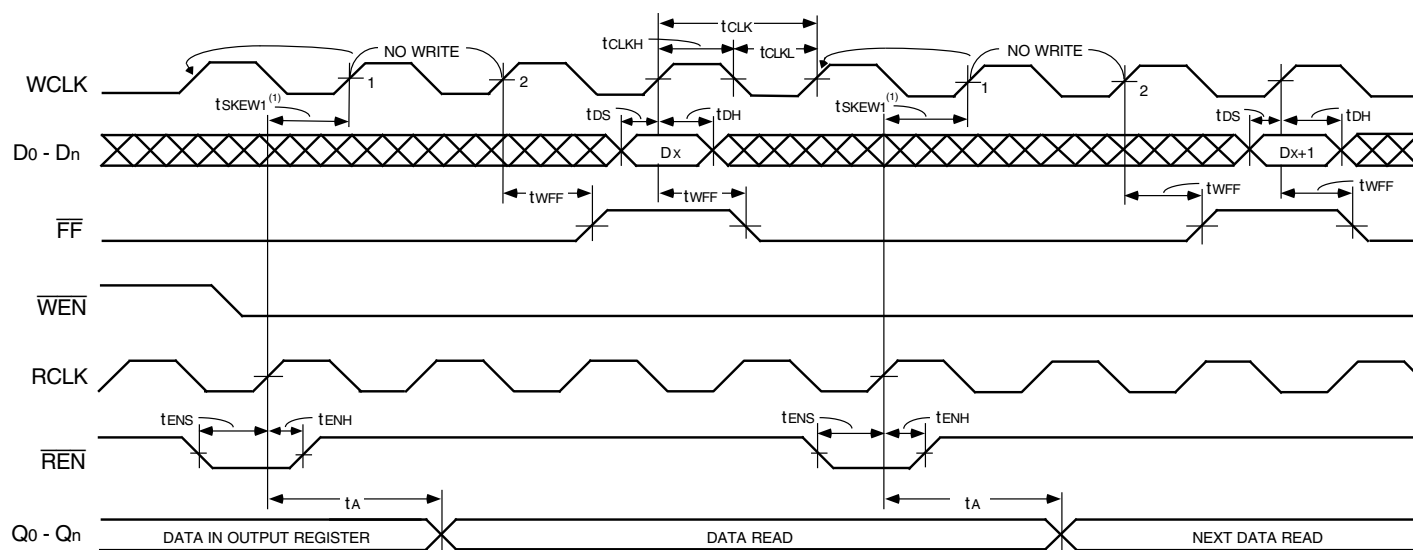 tCLK
tCLKH
tCLKL
NO WRITE
NO WRITE
WCLK
1
2
1
2
tSKEW1(1)
tSKEW1(1)
tDS
tDH
tDS
tDH
D0 - Dn
Dx
Dx+1
tWFF
tWFF
tWFF
tWFF
FF
WEN
RCLK
tENS
tENH
tENS
tENH
REN
tA
tA
Q0 - Qn
DATA IN OUTPUT REGISTER
DATA READ
NEXT DATA READ